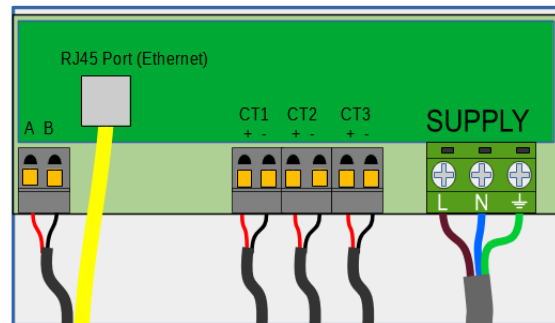 RJ45 Port (Ethernet)
A B
CT1 CT2 CT3
+ - + - + -
SUPPLY
L N